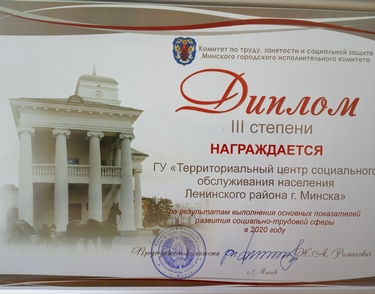 Комитет по труду, занятости и социальной защите
Минского городского исполнительного комитета
Диплом
III степени
НАГРАЖДАЕТСЯ
ГУ «Территориальный центр социального
обслуживания населения
Ленинского района г. Минска»
по результатам выполнения основных показателей
развития социально-трудовой сферы
в 2020 году
Председатель комитета Ж.А. Романович
г. Минск